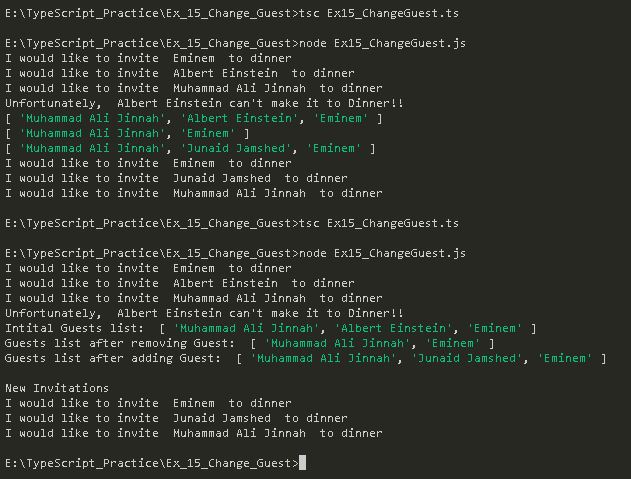 E:\TypeScript_Practice\Ex_15_Change_Guest>tsc Ex15_ChangeGuest.ts
E:\TypeScript_Practice\Ex_15_Change_Guest>node Ex15_ChangeGuest.js
I would like to invite  Eminem  to dinner
I would like to invite  Albert Einstein  to dinner
I would like to invite  Muhammad Ali Jinnah  to dinner
Unfortunately,  Albert Einstein can't make it to Dinner!!
[ 'Muhammad Ali Jinnah', 'Albert Einstein', 'Eminem' ]
[ 'Muhammad Ali Jinnah', 'Eminem' ]
[ 'Muhammad Ali Jinnah', 'Junaid Jamshed', 'Eminem' ]
I would like to invite  Eminem  to dinner
I would like to invite  Junaid Jamshed  to dinner
I would like to invite  Muhammad Ali Jinnah  to dinner
E:\TypeScript_Practice\Ex_15_Change_Guest>tsc Ex15_ChangeGuest.ts
E:\TypeScript_Practice\Ex_15_Change_Guest>node Ex15_ChangeGuest.js
I would like to invite  Eminem  to dinner
I would like to invite  Albert Einstein  to dinner
I would like to invite  Muhammad Ali Jinnah  to dinner
Unfortunately,  Albert Einstein can't make it to Dinner!!
Intital Guests list:  [ 'Muhammad Ali Jinnah', 'Albert Einstein', 'Eminem' ]
Guests list after removing Guest:  [ 'Muhammad Ali Jinnah', 'Eminem' ]
Guests list after adding Guest:  [ 'Muhammad Ali Jinnah', 'Junaid Jamshed', 'Eminem' ]
New Invitations
I would like to invite  Eminem  to dinner
I would like to invite  Junaid Jamshed  to dinner
I would like to invite  Muhammad Ali Jinnah  to dinner
E:\TypeScript_Practice\Ex_15_Change_Guest>